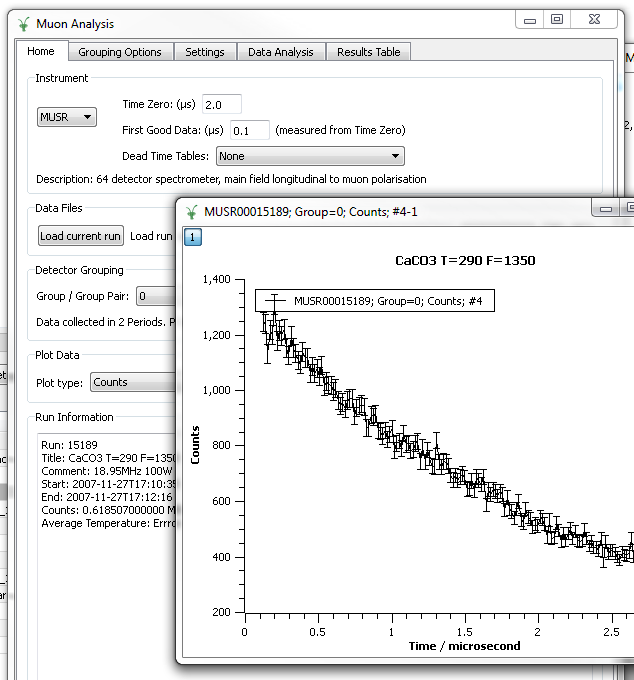 Muon Analysis
Home
Grouping Options
Settings
Data Analysis
Results Table
Instrument
MUSR
Time Zero: (µs) 2.0
First Good Data: (µs) 0.1 (measured from Time Zero)
Dead Time Tables: None
Description: 64 detector spectrometer, main field longitudinal to muon polarisation
Data Files
Load current run
Load run
Detector Grouping
Group / Group Pair: 0
Data collected in 2 Periods.
Plot Data
Plot type: Counts
Run Information
Run: 15189
Title: CaCO3 T=290 F=1350
Comment: 18.95MHz 100W
Start: 2007-11-27T17:10:35
End: 2007-11-27T17:12:16
Counts: 0.618507000000
Average Temperature:
MUSR00015189; Group=0; Counts; #4-1
1
CaCO3 T=290 F=1350
MUSR00015189; Group=0; Counts; #4
1,400
1,200
1,000
800
600
400
200
Counts
0
0.5
1
1.5
2
2.5
Time / microsecond